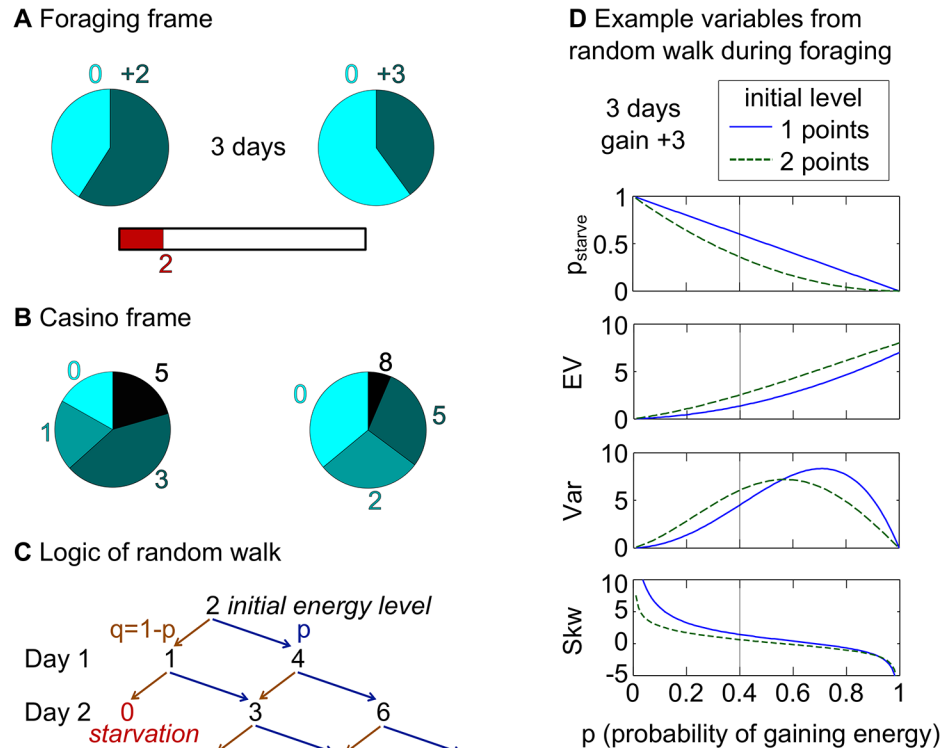 A Foraging frame
0 +2
0 +3
3 days
2
B Casino frame
0 5
1
3
8
0
5
2
C Logic of random walk
2 initial energy level
q=1-p p
Day 1 1 4
Day 2 0 3 6
starvation
D Example variables from
random walk during foraging
3 days
gain +3
initial level
1 points
2 points
1
0.5
0
pstarve
10
5
0
EV
10
5
0
Var
10
5
0
-5
Skw
0 0.2 0.4 0.6 0.8 1
p (probability of gaining energy)